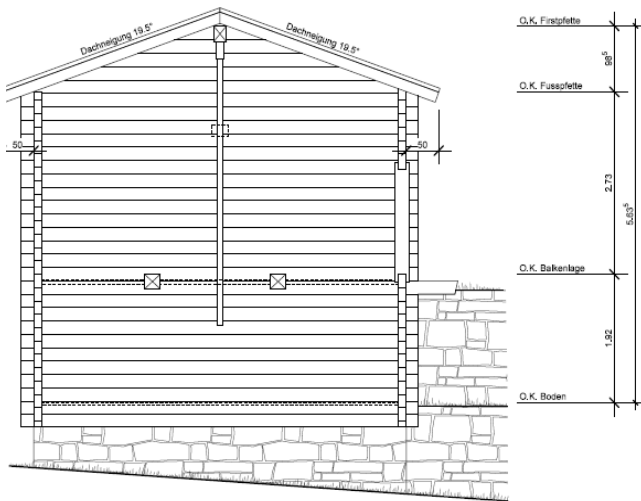 Dachneigung 19.5°
Dachneigung 19.5°
O.K. Firstpfette
98⁵
O.K. Fusspfette
50
50
2.73
5.63⁵
O.K. Balkenlage
1.92
O.K. Boden